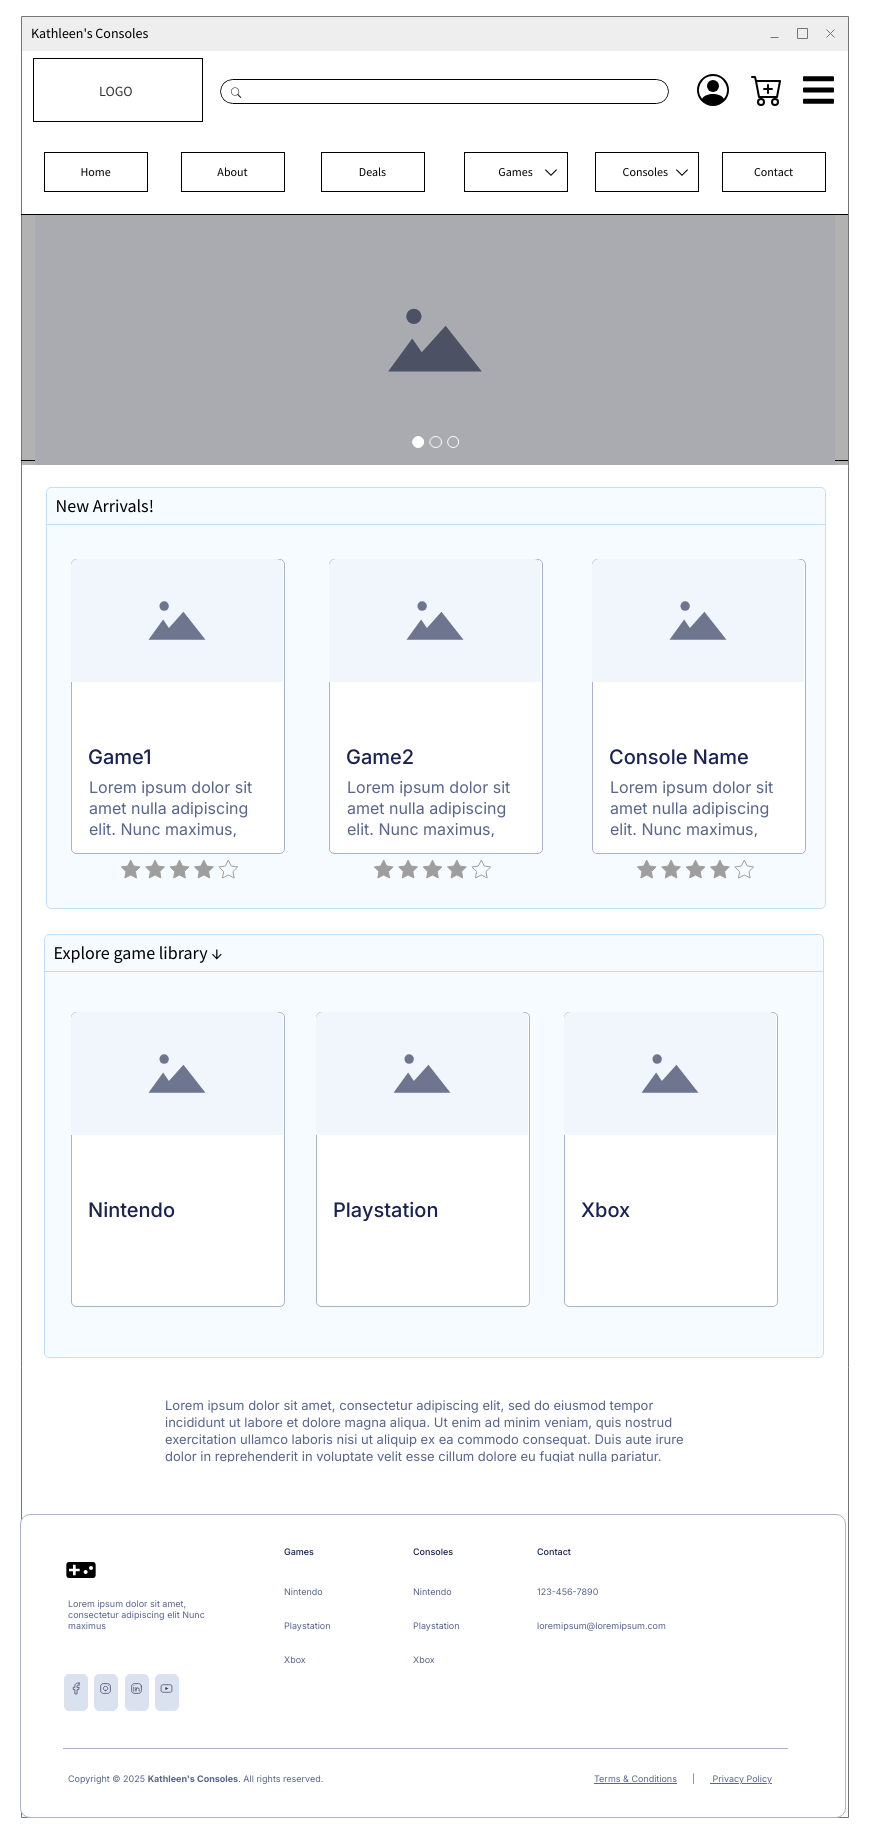 Kathleen's Consoles
LOGO
Home
About
Deals
Games
Consoles
Contact
New Arrivals!
Game1
Lorem ipsum dolor sit
amet nulla adipiscing
elit. Nunc maximus,
Game2
Lorem ipsum dolor sit
amet nulla adipiscing
elit. Nunc maximus,
Console Name
Lorem ipsum dolor sit
amet nulla adipiscing
elit. Nunc maximus,
Explore game library ↓
Nintendo
Playstation
Xbox
Lorem ipsum dolor sit amet, consectetur adipiscing elit, sed do eiusmod tempor
incididunt ut labore et dolore magna aliqua. Ut enim ad minim veniam, quis nostrud
exercitation ullamco laboris nisi ut aliquip ex ea commodo consequat. Duis aute irure
dolor in reprehenderit in voluptate velit esse cillum dolore eu fugiat nulla pariatur.
Lorem ipsum dolor sit amet,
consectetur adipiscing elit Nunc
maximus
Games
Nintendo
Playstation
Xbox
Consoles
Nintendo
Playstation
Xbox
Contact
123-456-7890
loremipsum@loremipsum.com
Copyright © 2025 Kathleen's Consoles. All rights reserved.
Terms & Conditions | Privacy Policy